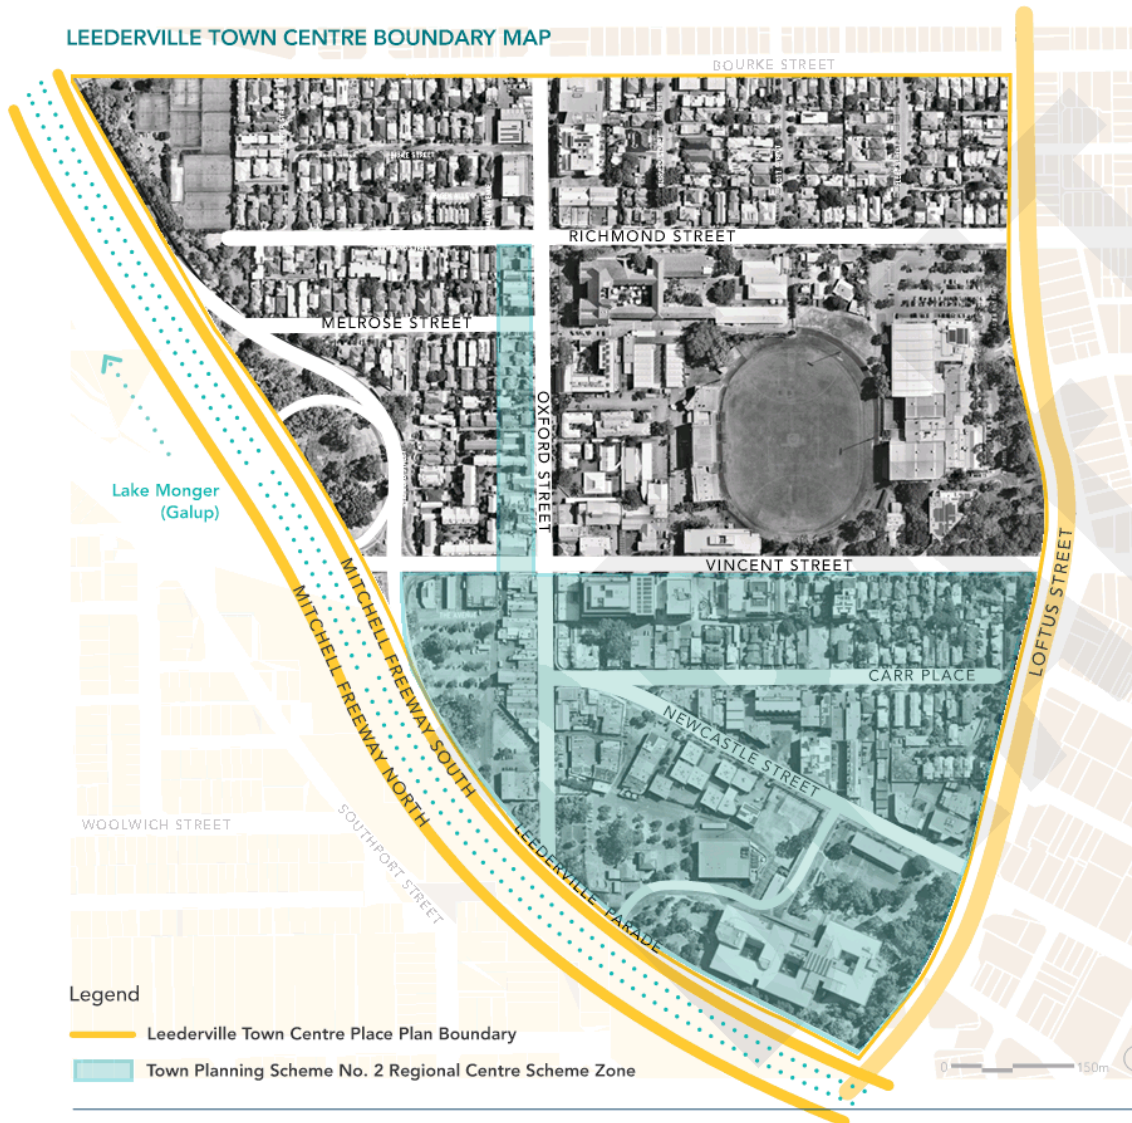 LEEDERVILLE TOWN CENTRE BOUNDARY MAP
BOURKE STREET
RICHMOND STREET
MELROSE STREET
OXFORD STREET
Lake Monger
(Galup)
VINCENT STREET
LOFTUS STREET
MITCHELL FREEWAY SOUTH
MITCHELL FREEWAY NORTH
CARR PLACE
NEWCASTLE STREET
WOOLWICH STREET
SOUTHPORT STREET
LEEDERVILLE PARADE
Legend
Leederville Town Centre Place Plan Boundary
Town Planning Scheme No. 2 Regional Centre Scheme Zone
0 150m